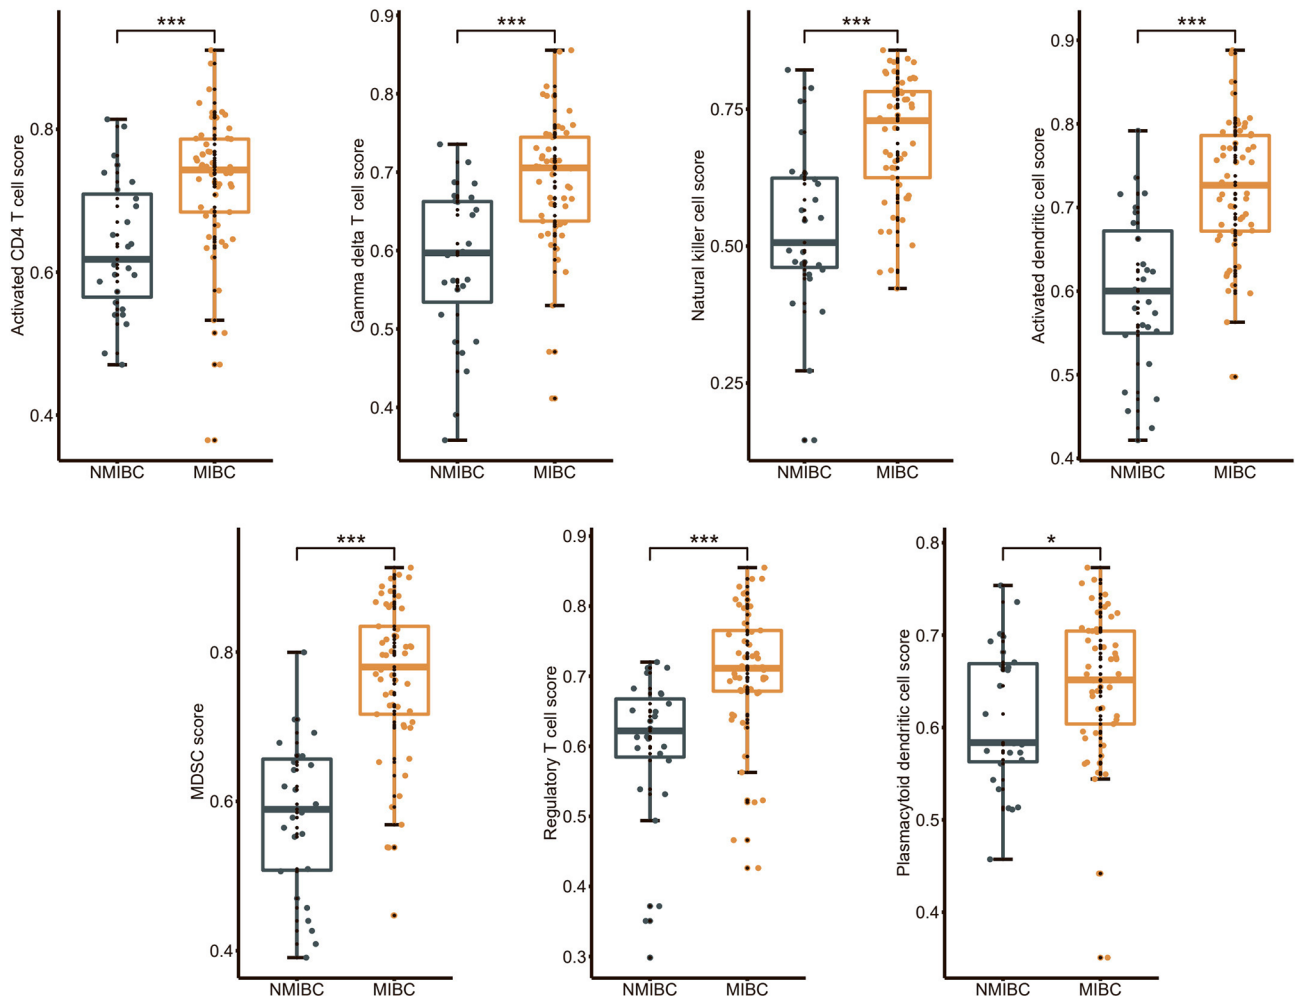 ***
Activated CD4 T cell score
0.8
0.6
0.4
NMIBC MIBC
***
Gamma delta T cell score
0.9
0.8
0.7
0.6
0.5
0.4
NMIBC MIBC
***
Natural killer cell score
0.75
0.50
0.25
NMIBC MIBC
***
Activated dendritic cell score
0.9
0.8
0.7
0.6
0.5
0.4
NMIBC MIBC
***
MDSC score
0.8
0.6
0.4
NMIBC MIBC
***
Regulatory T cell score
0.9
0.8
0.7
0.6
0.5
0.4
0.3
NMIBC MIBC
*
Plasmacytoid dendritic cell score
0.8
0.7
0.6
0.5
0.4
NMIBC MIBC